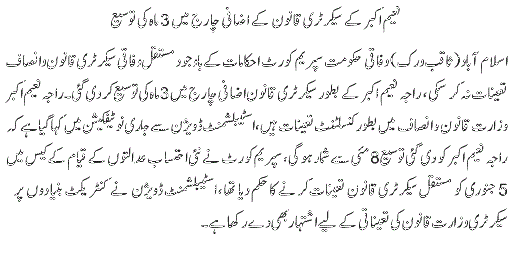 نعیم اکبر کے سیکرٹری قانون کے اضافی چارج میں 3 ماہ کی توسیع
اسلام آباد (ثاقب ورک) وفاقی حکومت سپریم کورٹ احکامات کے باوجود مستقل وفاقی سیکرٹری قانون و انصاف
تعینات نہ کر سکی، راجہ نعیم اکبر کے بطور سیکرٹری قانون اضافی چارج میں 3 ماہ کی توسیع کر دی گئی۔ راجہ نعیم اکبر
وزارت قانون و انصاف میں بطور کنسلٹنٹ تعینات ہیں، اسٹیبلشمنٹ ڈویژن سے جاری نوٹیفکیشن میں کہا گیا ہے کہ
راجہ نعیم اکبر کو دی گئی توسیع 8 مئی سے شمار ہوگی، سپریم کورٹ نے نئی احتساب عدالتوں کے قیام کے کیس میں
5 جنوری کو مستقل سیکرٹری قانون تعینات کرنے کا حکم دیا تھا، اسٹیبلشمنٹ ڈویژن نے کنٹریکٹ بنیادوں پر
سیکرٹری وزارت قانون کی تعیناتی کے لیے اشتہار بھی دے رکھا ہے۔